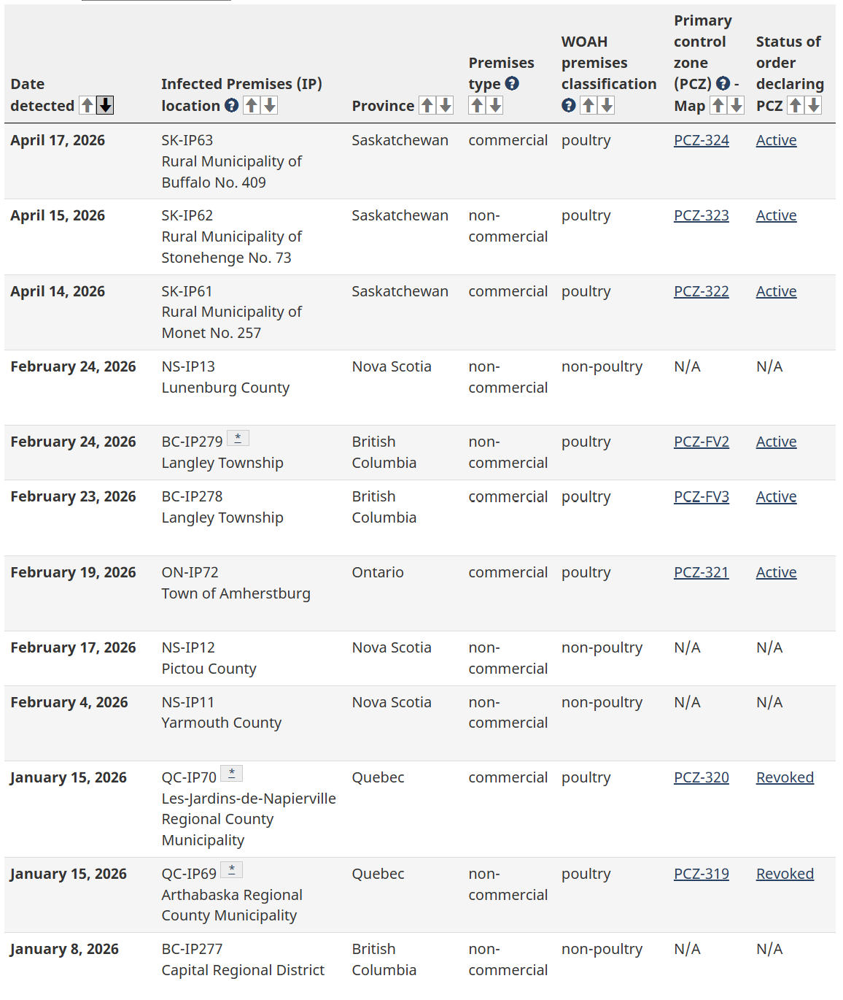 Date detected
Infected Premises (IP) location ?
Province
Premises type ?
WOAH premises classification ?
Primary control zone (PCZ) ? - Map
Status of order declaring PCZ
April 17, 2026 SK-IP63 Saskatchewan commercial poultry PCZ-324 Active
Rural Municipality of
Buffalo No. 409
April 15, 2026 SK-IP62 Saskatchewan non- poultry PCZ-323 Active
Rural Municipality of commercial
Stonehenge No. 73
April 14, 2026 SK-IP61 Saskatchewan commercial poultry PCZ-322 Active
Rural Municipality of
Monet No. 257
February 24, 2026 NS-IP13 Nova Scotia non- non-poultry N/A N/A
Lunenburg County commercial
February 24, 2026 BC-IP279 * British non- poultry PCZ-FV2 Active
Langley Township Columbia commercial
February 23, 2026 BC-IP278 British commercial poultry PCZ-FV3 Active
Langley Township Columbia
February 19, 2026 ON-IP72 Ontario commercial poultry PCZ-321 Active
Town of Amherstburg
February 17, 2026 NS-IP12 Nova Scotia non- non-poultry N/A N/A
Pictou County commercial
February 4, 2026 NS-IP11 Nova Scotia non- non-poultry N/A N/A
Yarmouth County commercial
January 15, 2026 QC-IP70 * Quebec commercial poultry PCZ-320 Revoked
Les-Jardins-de-Napierville
Regional County
Municipality
January 15, 2026 QC-IP69 * Quebec non- poultry PCZ-319 Revoked
Arthabaska Regional commercial
County Municipality
January 8, 2026 BC-IP277 British non- non-poultry N/A N/A
Capital Regional District Columbia commercial